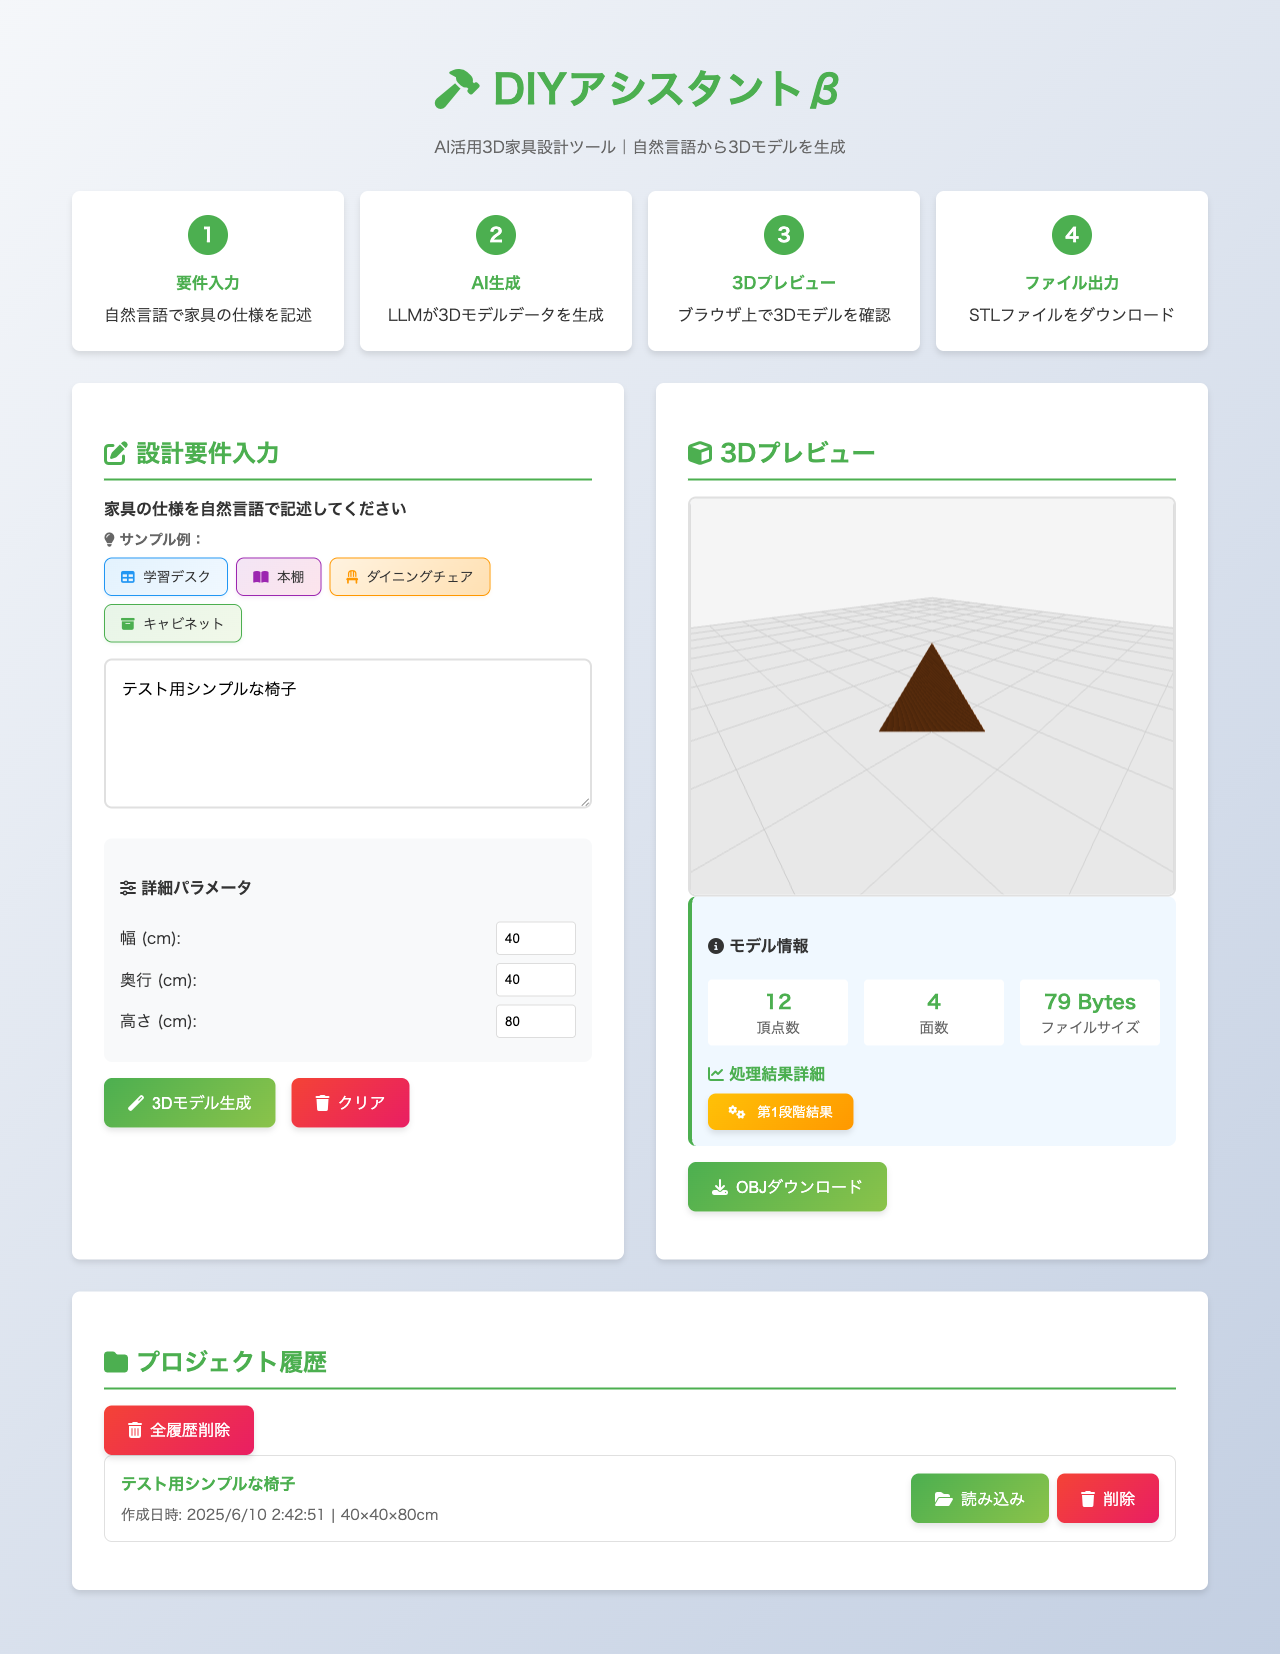 DIYアシスタントβ
AI活用3D家具設計ツール｜自然言語から3Dモデルを生成
1
要件入力
自然言語で家具の仕様を記述
2
AI生成
LLMが3Dモデルデータを生成
3
3Dプレビュー
ブラウザ上で3Dモデルを確認
4
ファイル出力
STLファイルをダウンロード
設計要件入力
家具の仕様を自然言語で記述してください
サンプル例：
学習デスク
本棚
ダイニングチェア
キャビネット
テスト用シンプルな椅子
詳細パラメータ
幅 (cm):
40
奥行 (cm):
40
高さ (cm):
80
3Dモデル生成
クリア
3Dプレビュー
モデル情報
12
頂点数
4
面数
79 Bytes
ファイルサイズ
処理結果詳細
第1段階結果
OBJダウンロード
プロジェクト履歴
全履歴削除
テスト用シンプルな椅子
作成日時: 2025/6/10 2:42:51 | 40×40×80cm
読み込み
削除